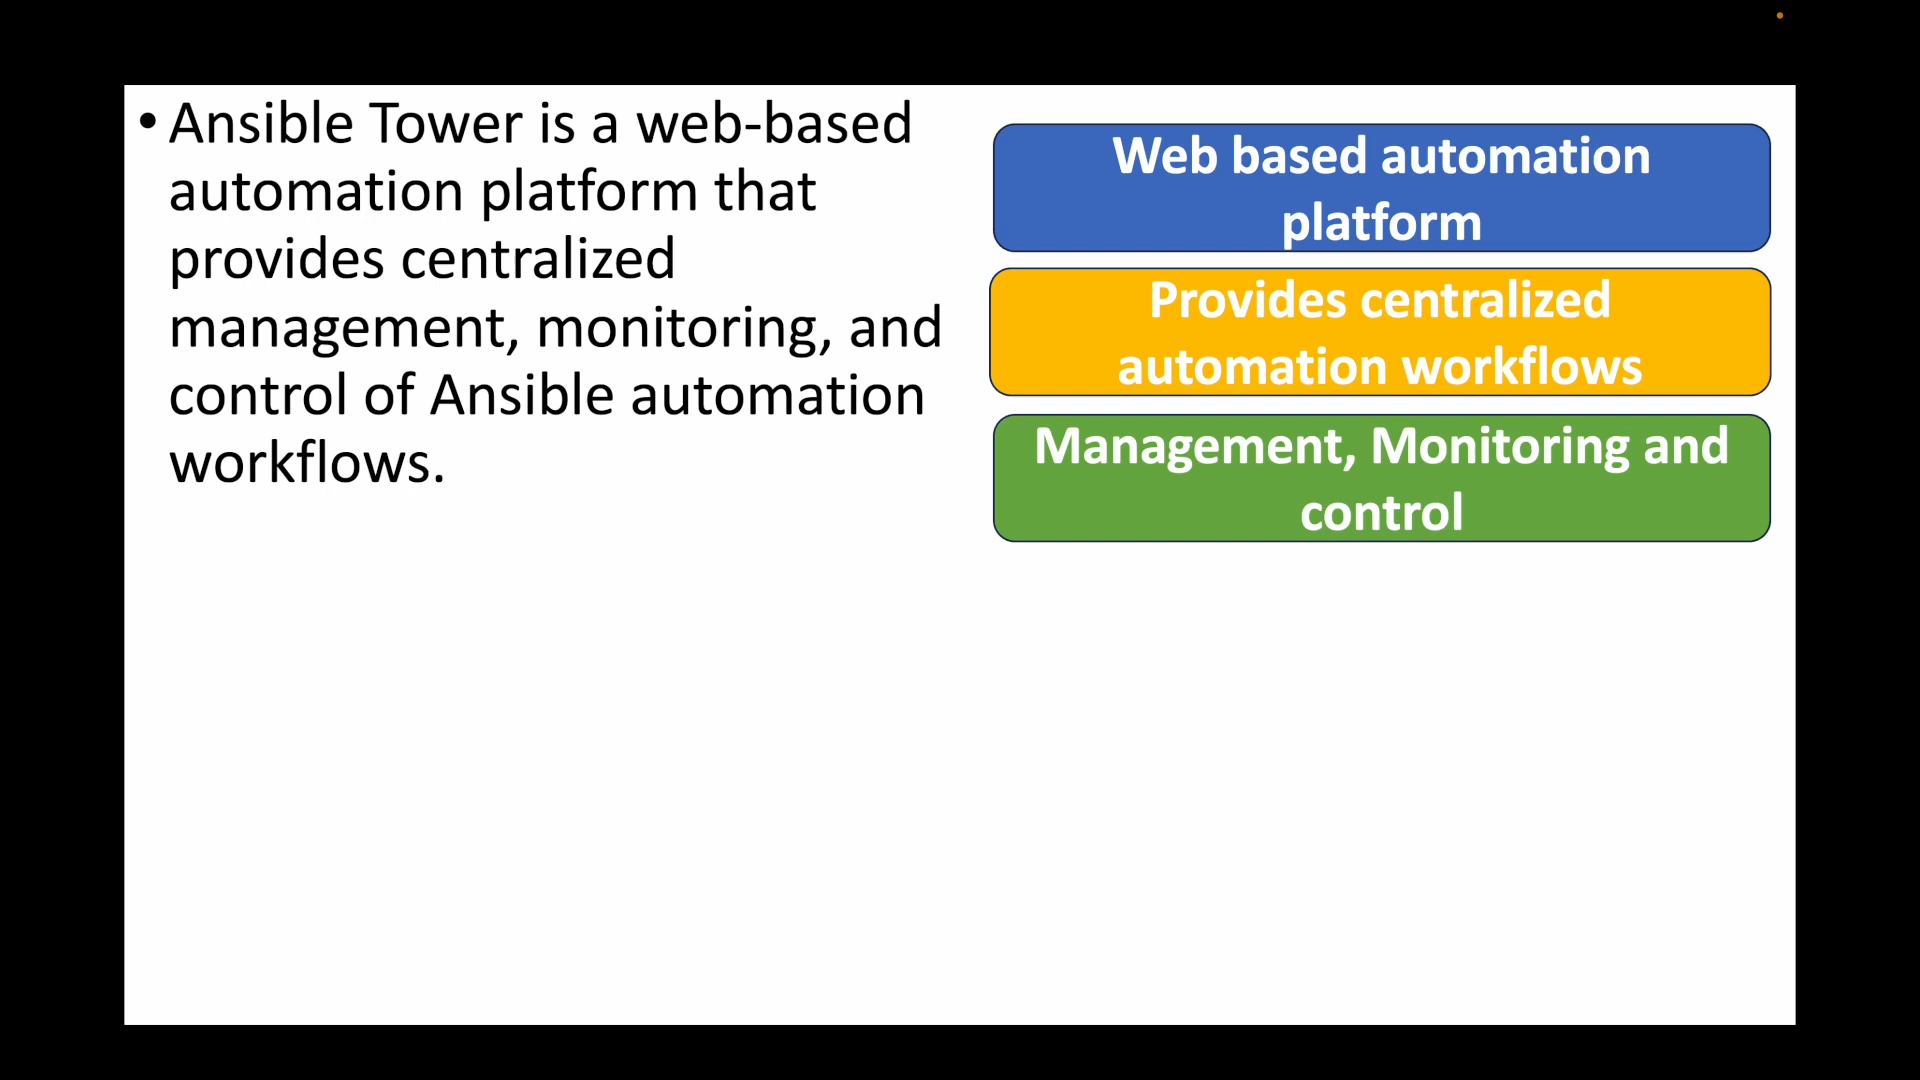 • Ansible Tower is a web-based
automation platform that
provides centralized
management, monitoring, and
control of Ansible automation
workflows.
Web based automation
platform
Provides centralized
automation workflows
Management, Monitoring and
control